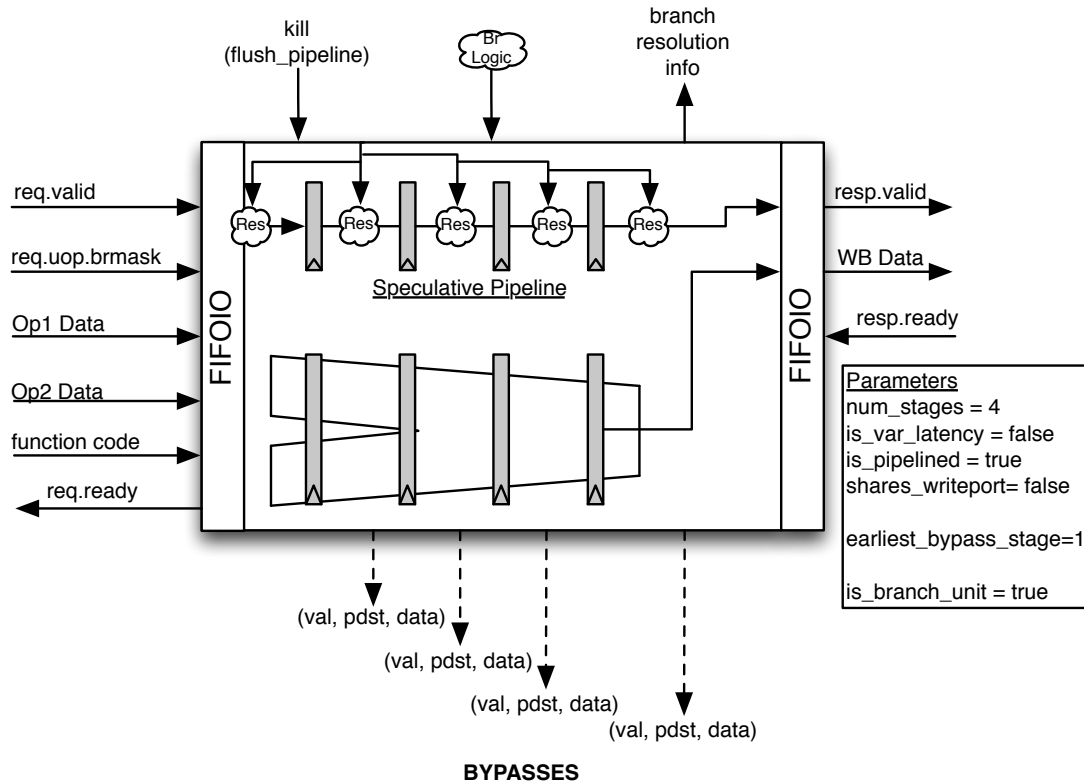 kill
(flush_pipeline)
Br
Logic
branch
resolution
info
req.valid
req.uop.brmask
Op1 Data
Op2 Data
function code
req.ready
FIFOIO
Res
Res
Res
Res
Res
Speculative Pipeline
FIFOIO
resp.valid
WB Data
resp.ready
Parameters
num_stages = 4
is_var_latency = false
is_pipelined = true
shares_writeport= false
earliest_bypass_stage=1
is_branch_unit = true
(val, pdst, data)
(val, pdst, data)
(val, pdst, data)
(val, pdst, data)
BYPASSES